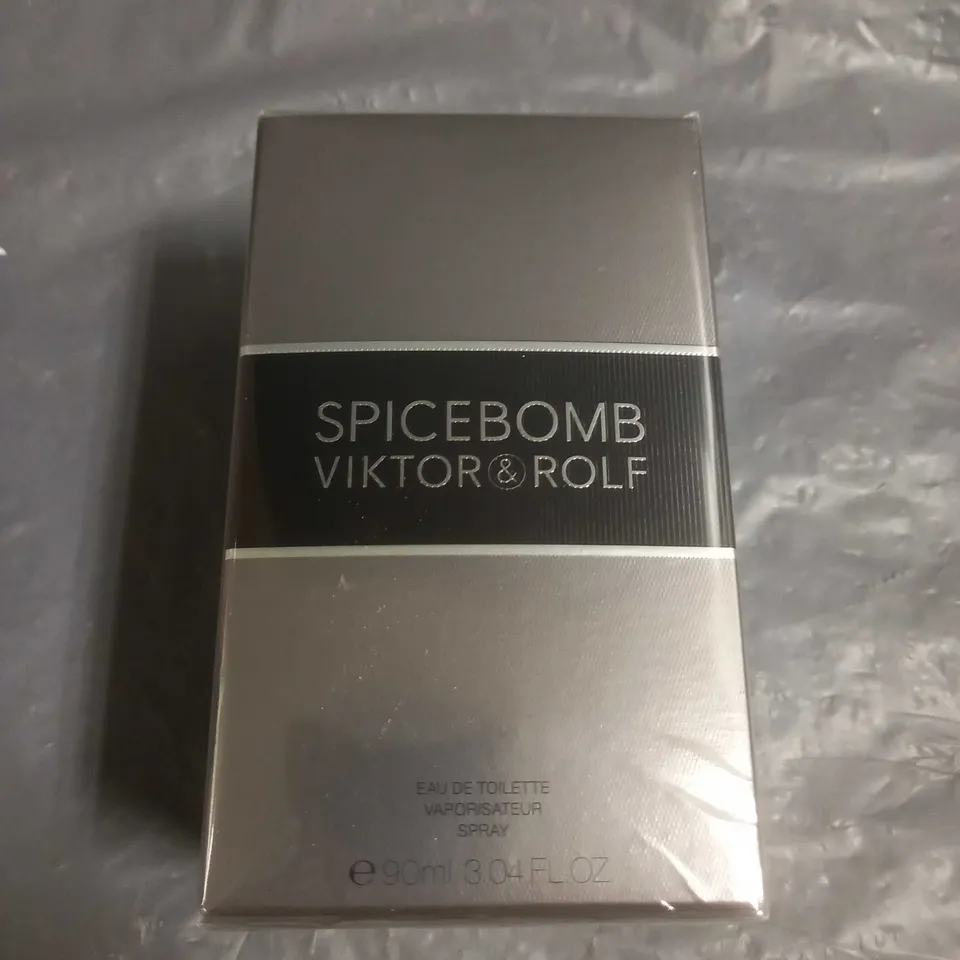 SPICEBOMB
VIKTOR & ROLF
EAU DE TOILETTE
VAPORISATEUR
SPRAY
℮ 90ml 3.04 FL.OZ